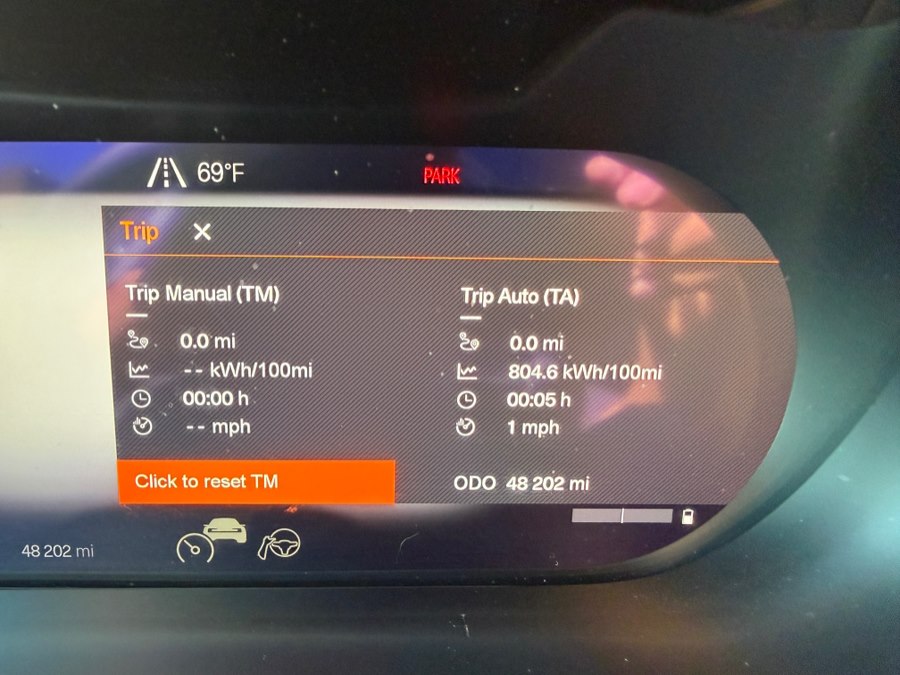 69°F
PARK
Trip ×
Trip Manual (TM)
0.0 mi
-- kWh/100mi
00:00 h
-- mph
Click to reset TM
Trip Auto (TA)
0.0 mi
804.6 kWh/100mi
00:05 h
1 mph
ODO 48 202 mi
48 202 mi